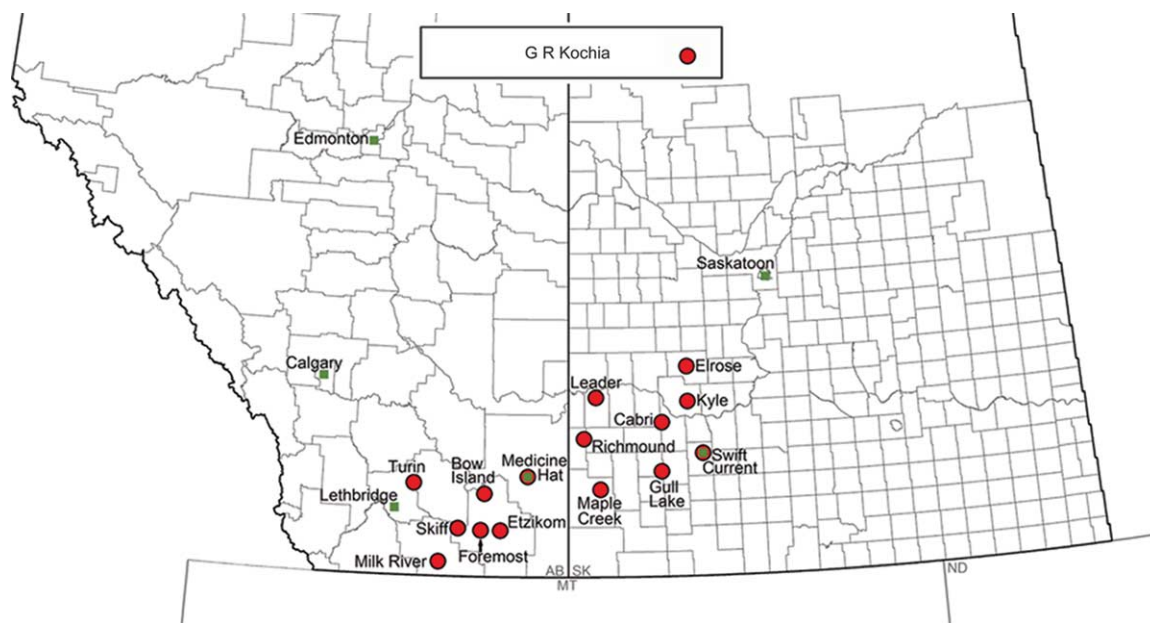 G R Kochia
Edmonton
Saskatoon
Calgary
Elrose
Leader
Kyle
Cabri
Richmound
Swift
Current
Medicine
Hat
Bow
Island
Turin
Gull
Lake
Lethbridge
Maple
Creek
Skiff
Etzikom
Foremost
Milk River
AB SK
MT
ND